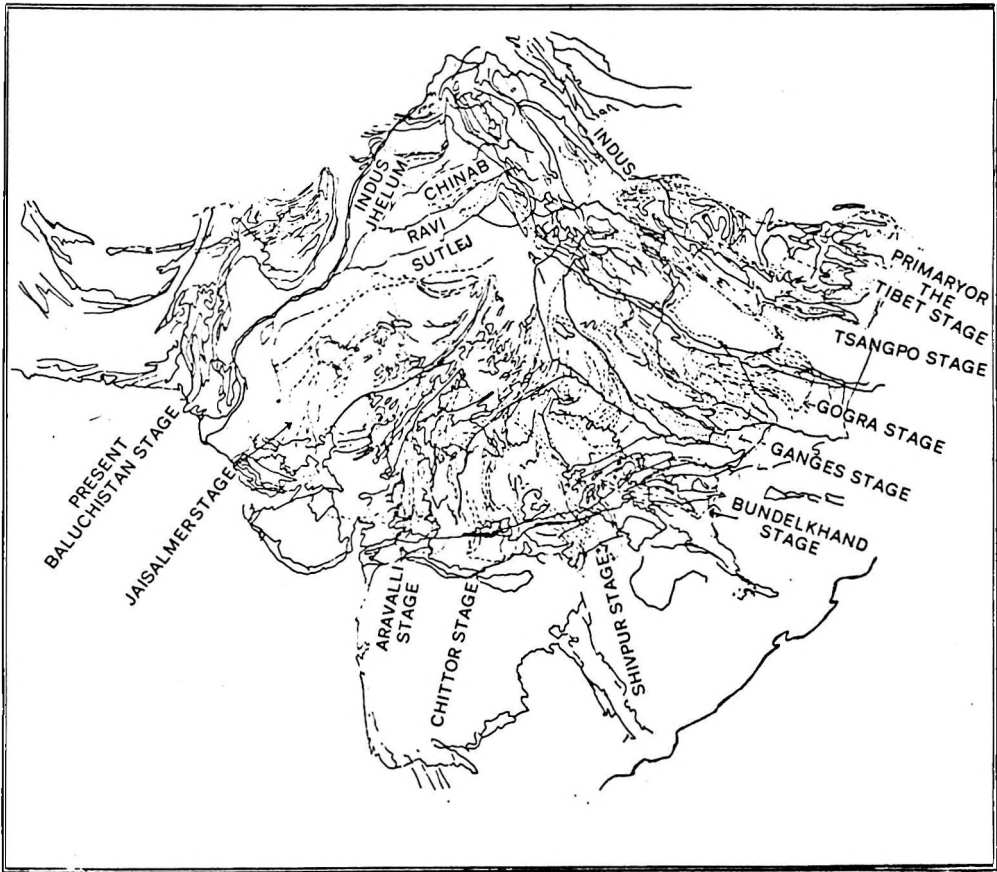 INDUS
INDUS
JHELUM
CHINAB
RAVI
SUTLEJ
PRIMARYOR
THE
TIBET STAGE
TSANGPO STAGE
GOGRA STAGE
GANGES STAGE
BUNDELKHAND
STAGE
PRESENT
BALUCHISTAN STAGE
JAISALMER STAGE
ARAVALLI
STAGE
CHITTOR STAGE
SHIVPUR STAGE